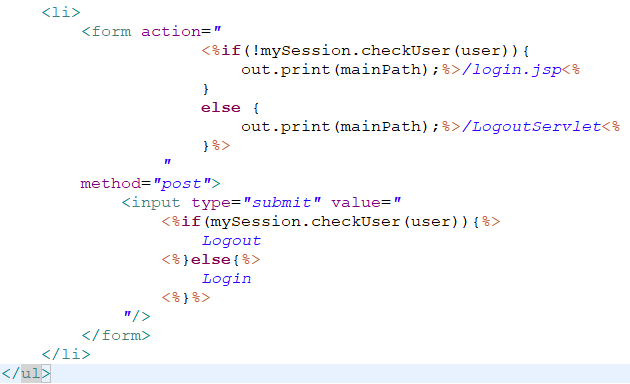 <li>
<form action="
<%if(!mySession.checkUser(user)){
out.print(mainPath);%>/login.jsp<%
}
else {
out.print(mainPath);%>/LogoutServlet<%
}%>
"
method="post">
<input type="submit" value="
<%if(mySession.checkUser(user)){%>
Logout
<%}else{%>
Login
<%}%>
"/>
</form>
</li>
</ul>